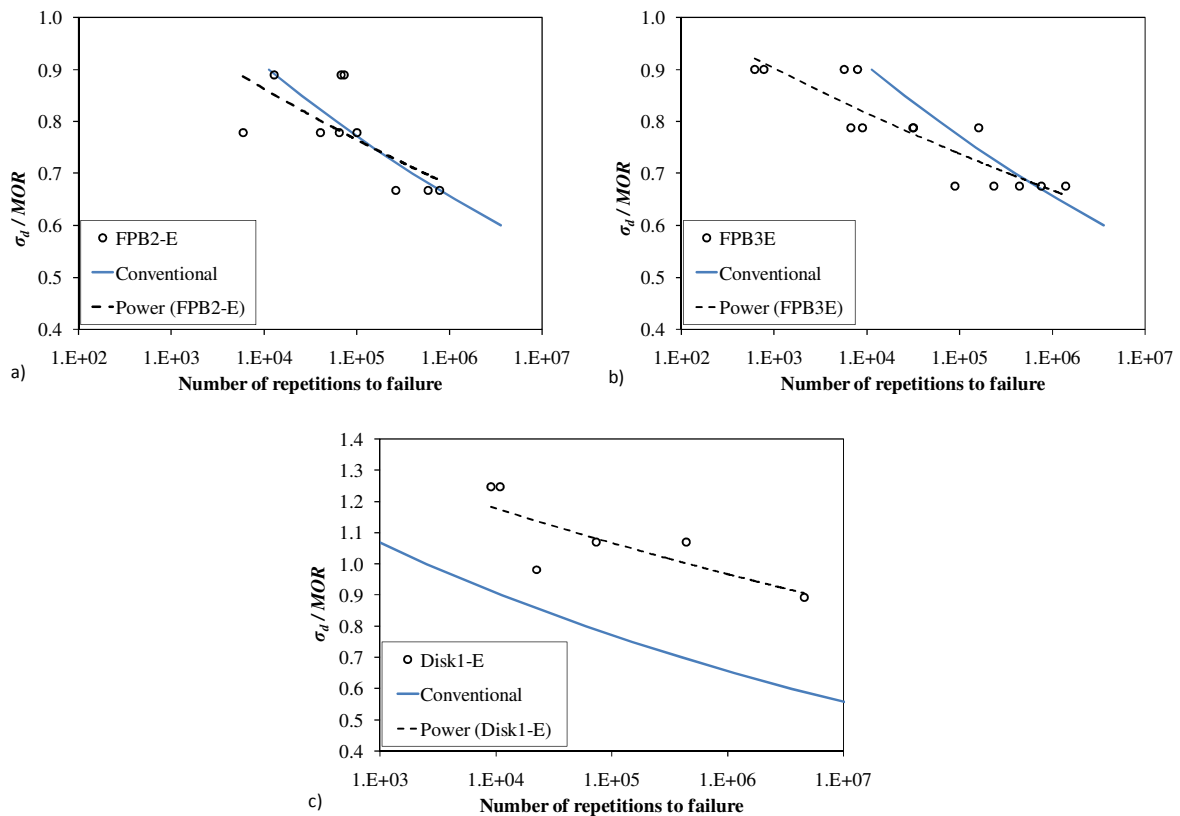 1.0
0.9
0.8
0.7
0.6
0.5
0.4
σd / MOR
FPB2-E
Conventional
Power (FPB2-E)
1.E+02 1.E+03 1.E+04 1.E+05 1.E+06 1.E+07
a)
Number of repetitions to failure
1.0
0.9
0.8
0.7
0.6
0.5
0.4
σd / MOR
FPB3E
Conventional
Power (FPB3E)
1.E+02 1.E+03 1.E+04 1.E+05 1.E+06 1.E+07
b)
Number of repetitions to failure
1.4
1.3
1.2
1.1
1.0
0.9
0.8
0.7
0.6
0.5
0.4
σd / MOR
Disk1-E
Conventional
Power (Disk1-E)
1.E+03 1.E+04 1.E+05 1.E+06 1.E+07
c)
Number of repetitions to failure